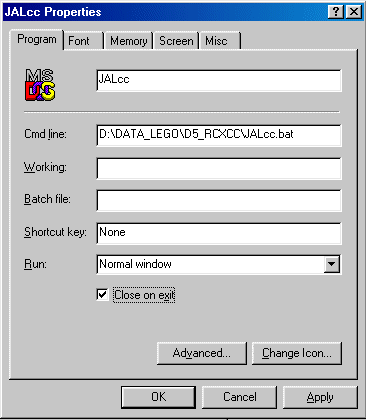 JALcc Properties
Program Font Memory Screen Misc
MS
DOS
JALcc
Cmd line: D:\DATA_LEGO\D5_RCXCC\JALcc.bat
Working:
Batch file:
Shortcut key: None
Run: Normal window
Close on exit
Advanced... Change Icon...
OK Cancel Apply